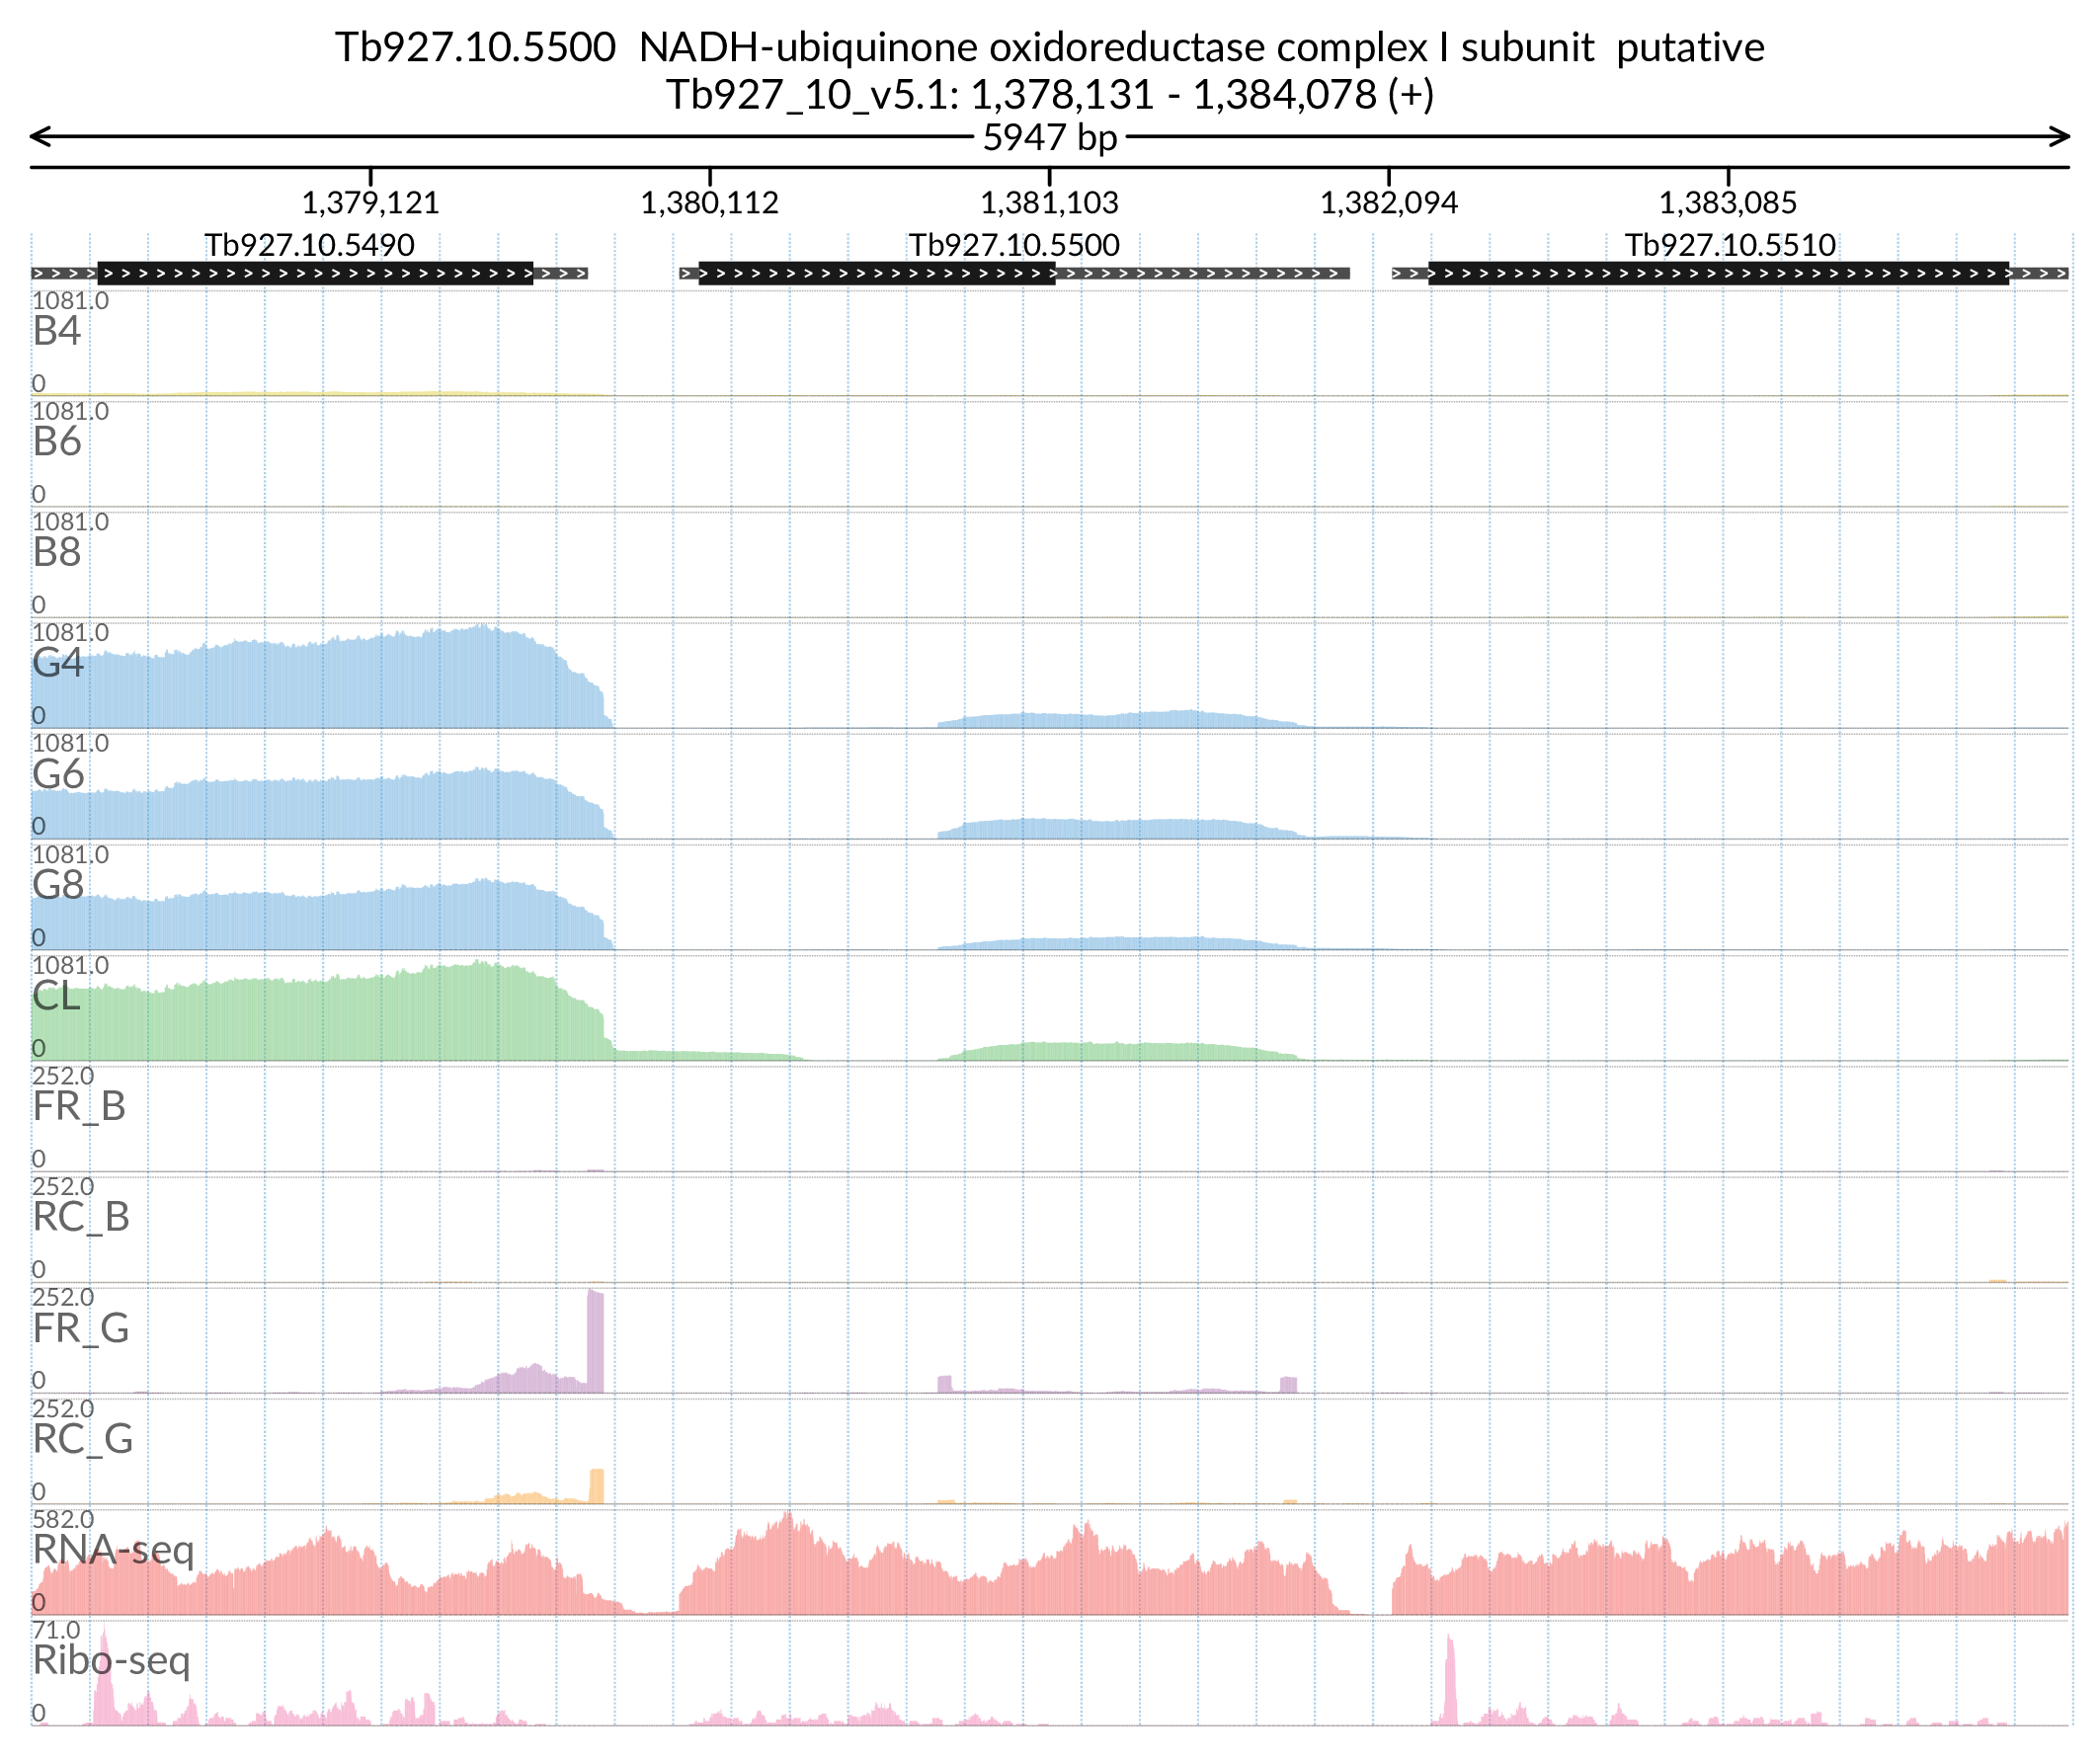 Tb927.10.5500  NADH-ubiquinone oxidoreductase complex I subunit  putative
Tb927_10_v5.1: 1,378,131 - 1,384,078 (+)
5947 bp
1,379,121 1,380,112 1,381,103 1,382,094 1,383,085
Tb927.10.5490 Tb927.10.5500 Tb927.10.5510
1081.0
B4
0
1081.0
B6
0
1081.0
B8
0
1081.0
G4
0
1081.0
G6
0
1081.0
G8
0
1081.0
CL
0
252.0
FR_B
0
252.0
RC_B
0
252.0
FR_G
0
252.0
RC_G
0
582.0
RNA-seq
0
71.0
Ribo-seq
0